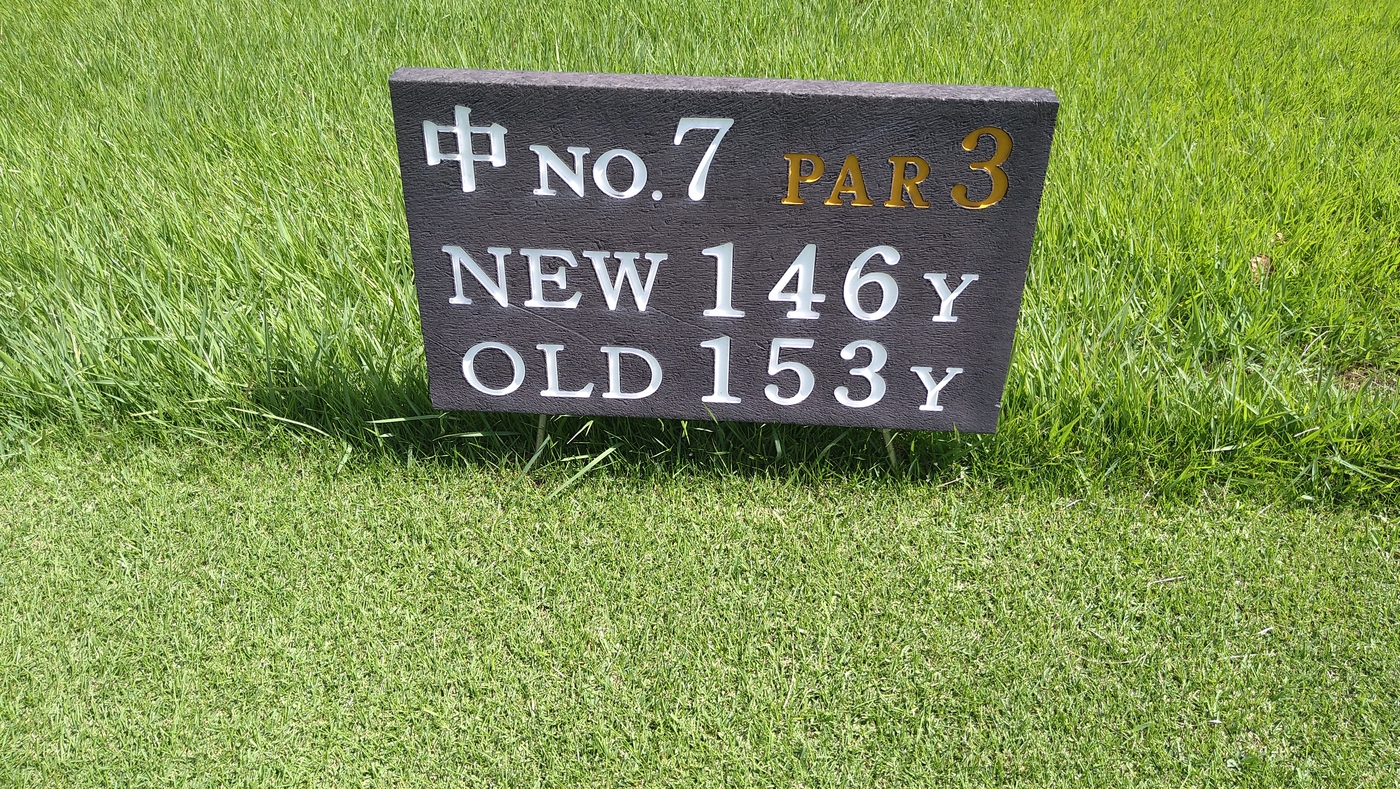 中 NO.7 PAR 3
NEW 146 Y
OLD 153 Y